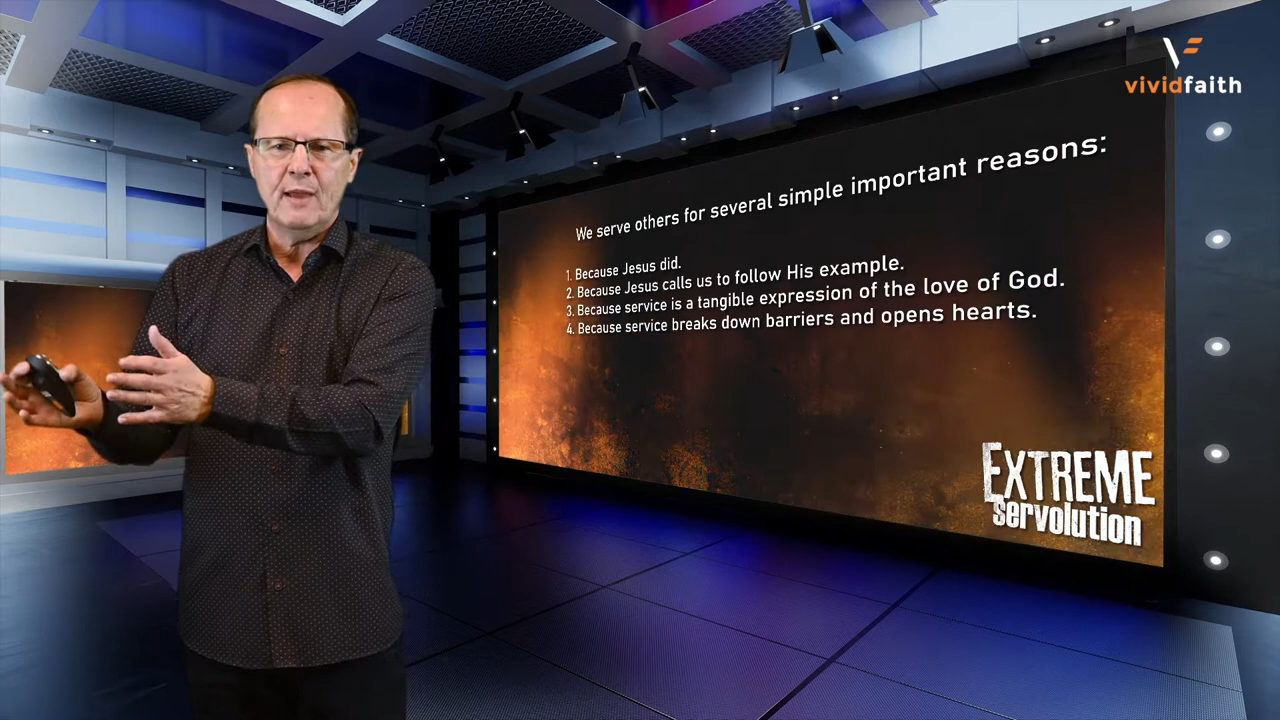 VF
vividfaith
We serve others for several simple important reasons:
1. Because Jesus did.
2. Because Jesus calls us to follow His example.
3. Because service is a tangible expression of the love of God.
4. Because service breaks down barriers and opens hearts.
EXTREME
servolution